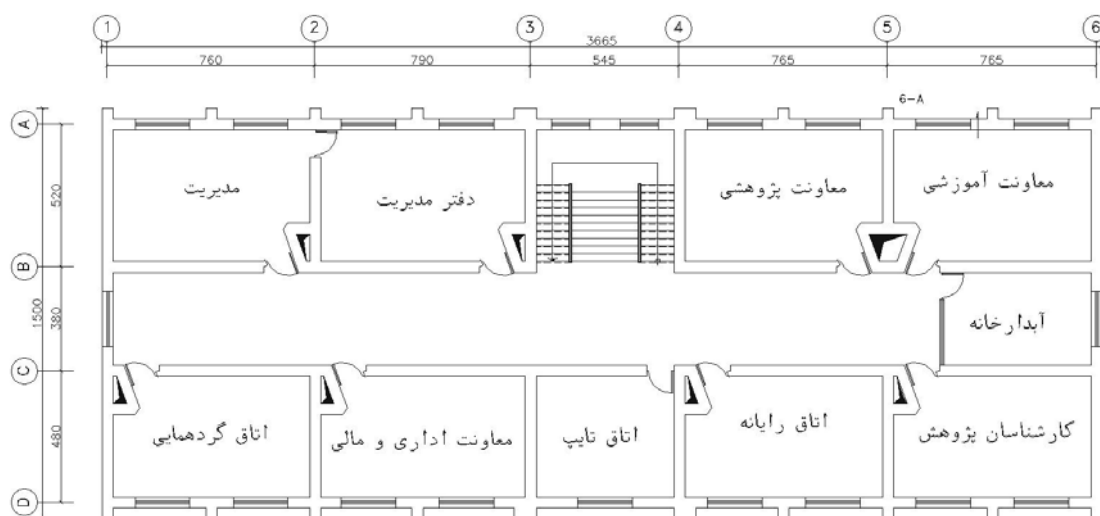 1 2 3 4 5 6
3665
760 790 545 765 765
6-A
A
520
B
1500
380
C
480
D
مدیریت
دفتر مدیریت
معاونت پژوهشی
معاونت آموزشی
آبدارخانه
اتاق گردهمایی
معاونت اداری و مالی
اتاق تایپ
اتاق رایانه
کارشناسان پژوهش